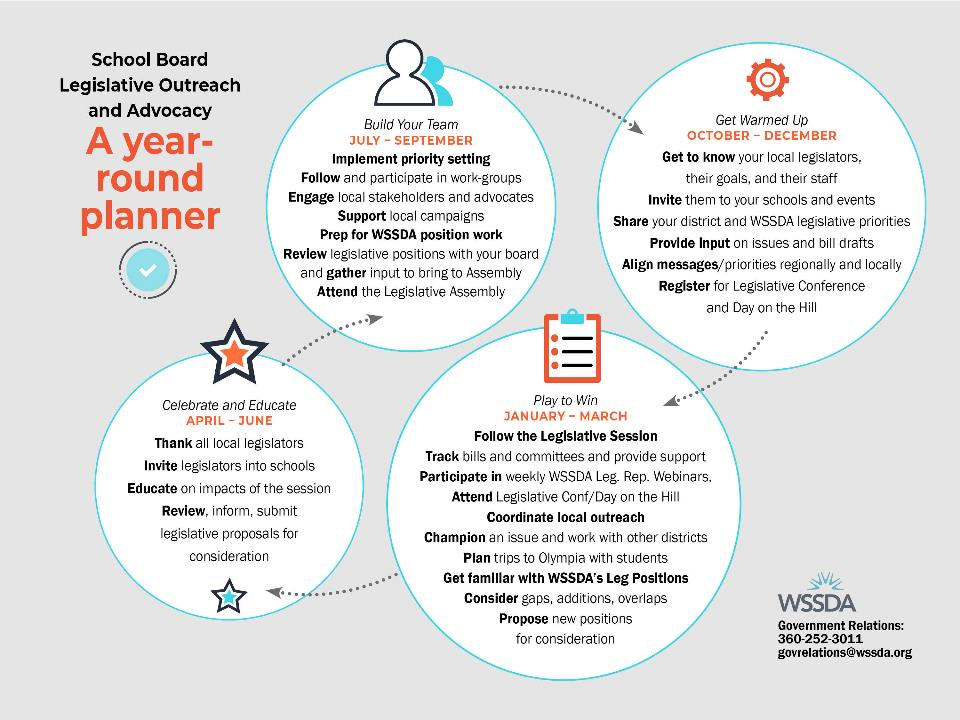 School Board
Legislative Outreach
and Advocacy
A year-
round
planner
Build Your Team
JULY – SEPTEMBER
Implement priority setting
Follow and participate in work-groups
Engage local stakeholders and advocates
Support local campaigns
Prep for WSSDA position work
Review legislative positions with your board
and gather input to bring to Assembly
Attend the Legislative Assembly
Get Warmed Up
OCTOBER – DECEMBER
Get to know your local legislators,
their goals, and their staff
Invite them to your schools and events
Share your district and WSSDA legislative priorities
Provide Input on issues and bill drafts
Align messages/priorities regionally and locally
Register for Legislative Conference
and Day on the Hill
Play to Win
JANUARY – MARCH
Follow the Legislative Session
Track bills and committees and provide support
Participate in weekly WSSDA Leg. Rep. Webinars,
Attend Legislative Conf/Day on the Hill
Coordinate local outreach
Champion an issue and work with other districts
Plan trips to Olympia with students
Get familiar with WSSDA's Leg Positions
Consider gaps, additions, overlaps
Propose new positions
for consideration
Celebrate and Educate
APRIL – JUNE
Thank all local legislators
Invite legislators into schools
Educate on impacts of the session
Review, inform, submit
legislative proposals for
consideration
WSSDA
Government Relations:
360-252-3011
govrelations@wssda.org